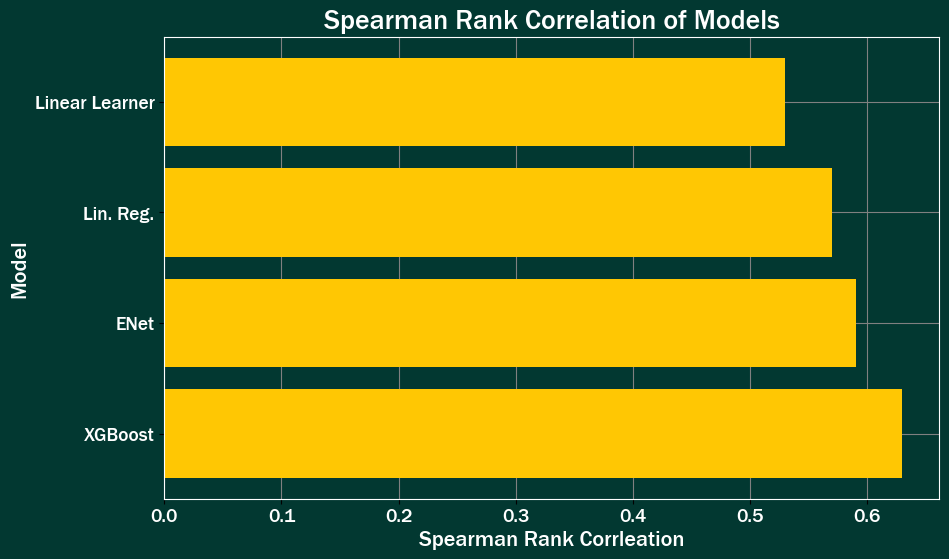 Spearman Rank Correlation of Models
Linear Learner
Lin. Reg.
ENet
XGBoost
Model
0.0 0.1 0.2 0.3 0.4 0.5 0.6
Spearman Rank Corrleation